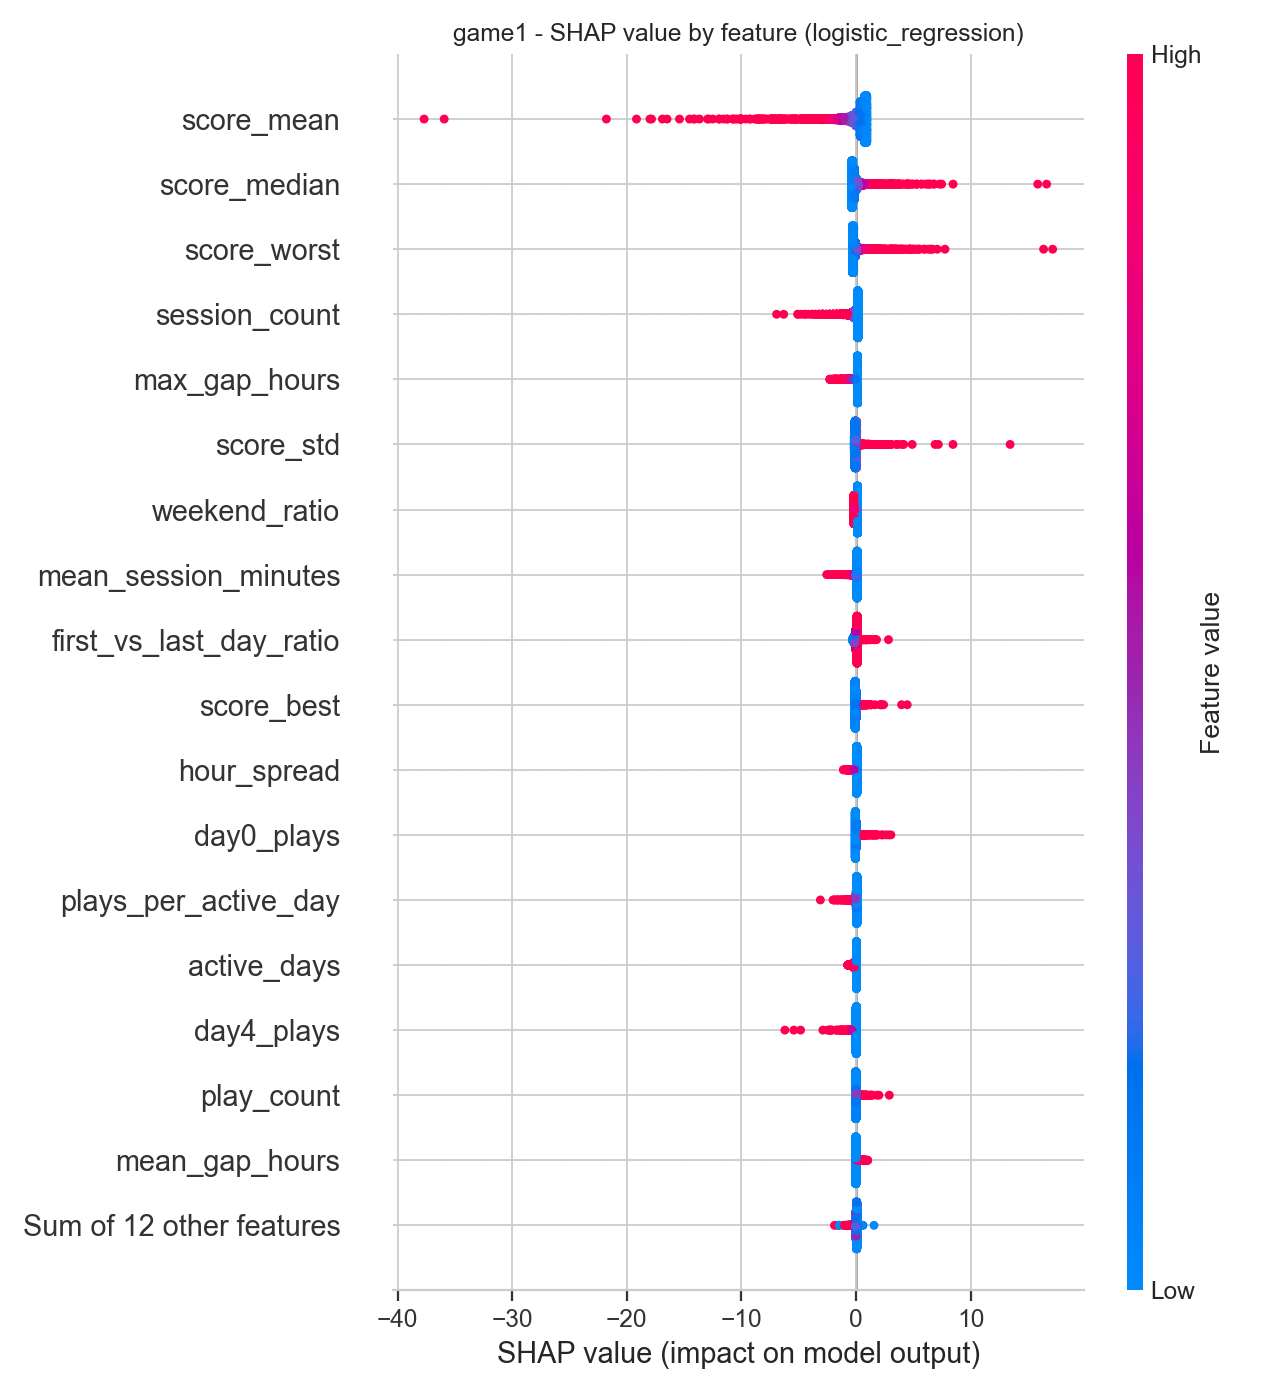 game1 - SHAP value by feature (logistic_regression)
High
score_mean
score_median
score_worst
session_count
max_gap_hours
score_std
weekend_ratio
mean_session_minutes
first_vs_last_day_ratio
score_best
hour_spread
day0_plays
plays_per_active_day
active_days
day4_plays
play_count
mean_gap_hours
Sum of 12 other features
Feature value
Low
−40 −30 −20 −10 0 10
SHAP value (impact on model output)